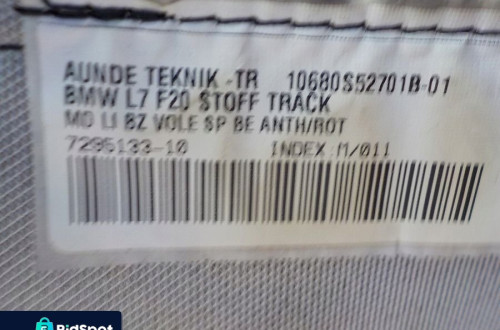 AUNDE TEKNIK -TR 10680S52701B-01
BMW L7 F20 STOFF TRACK
MO LI BZ VOLE SP BE ANTH/ROT
7295133-10 INDEX:M/011
BidSpot